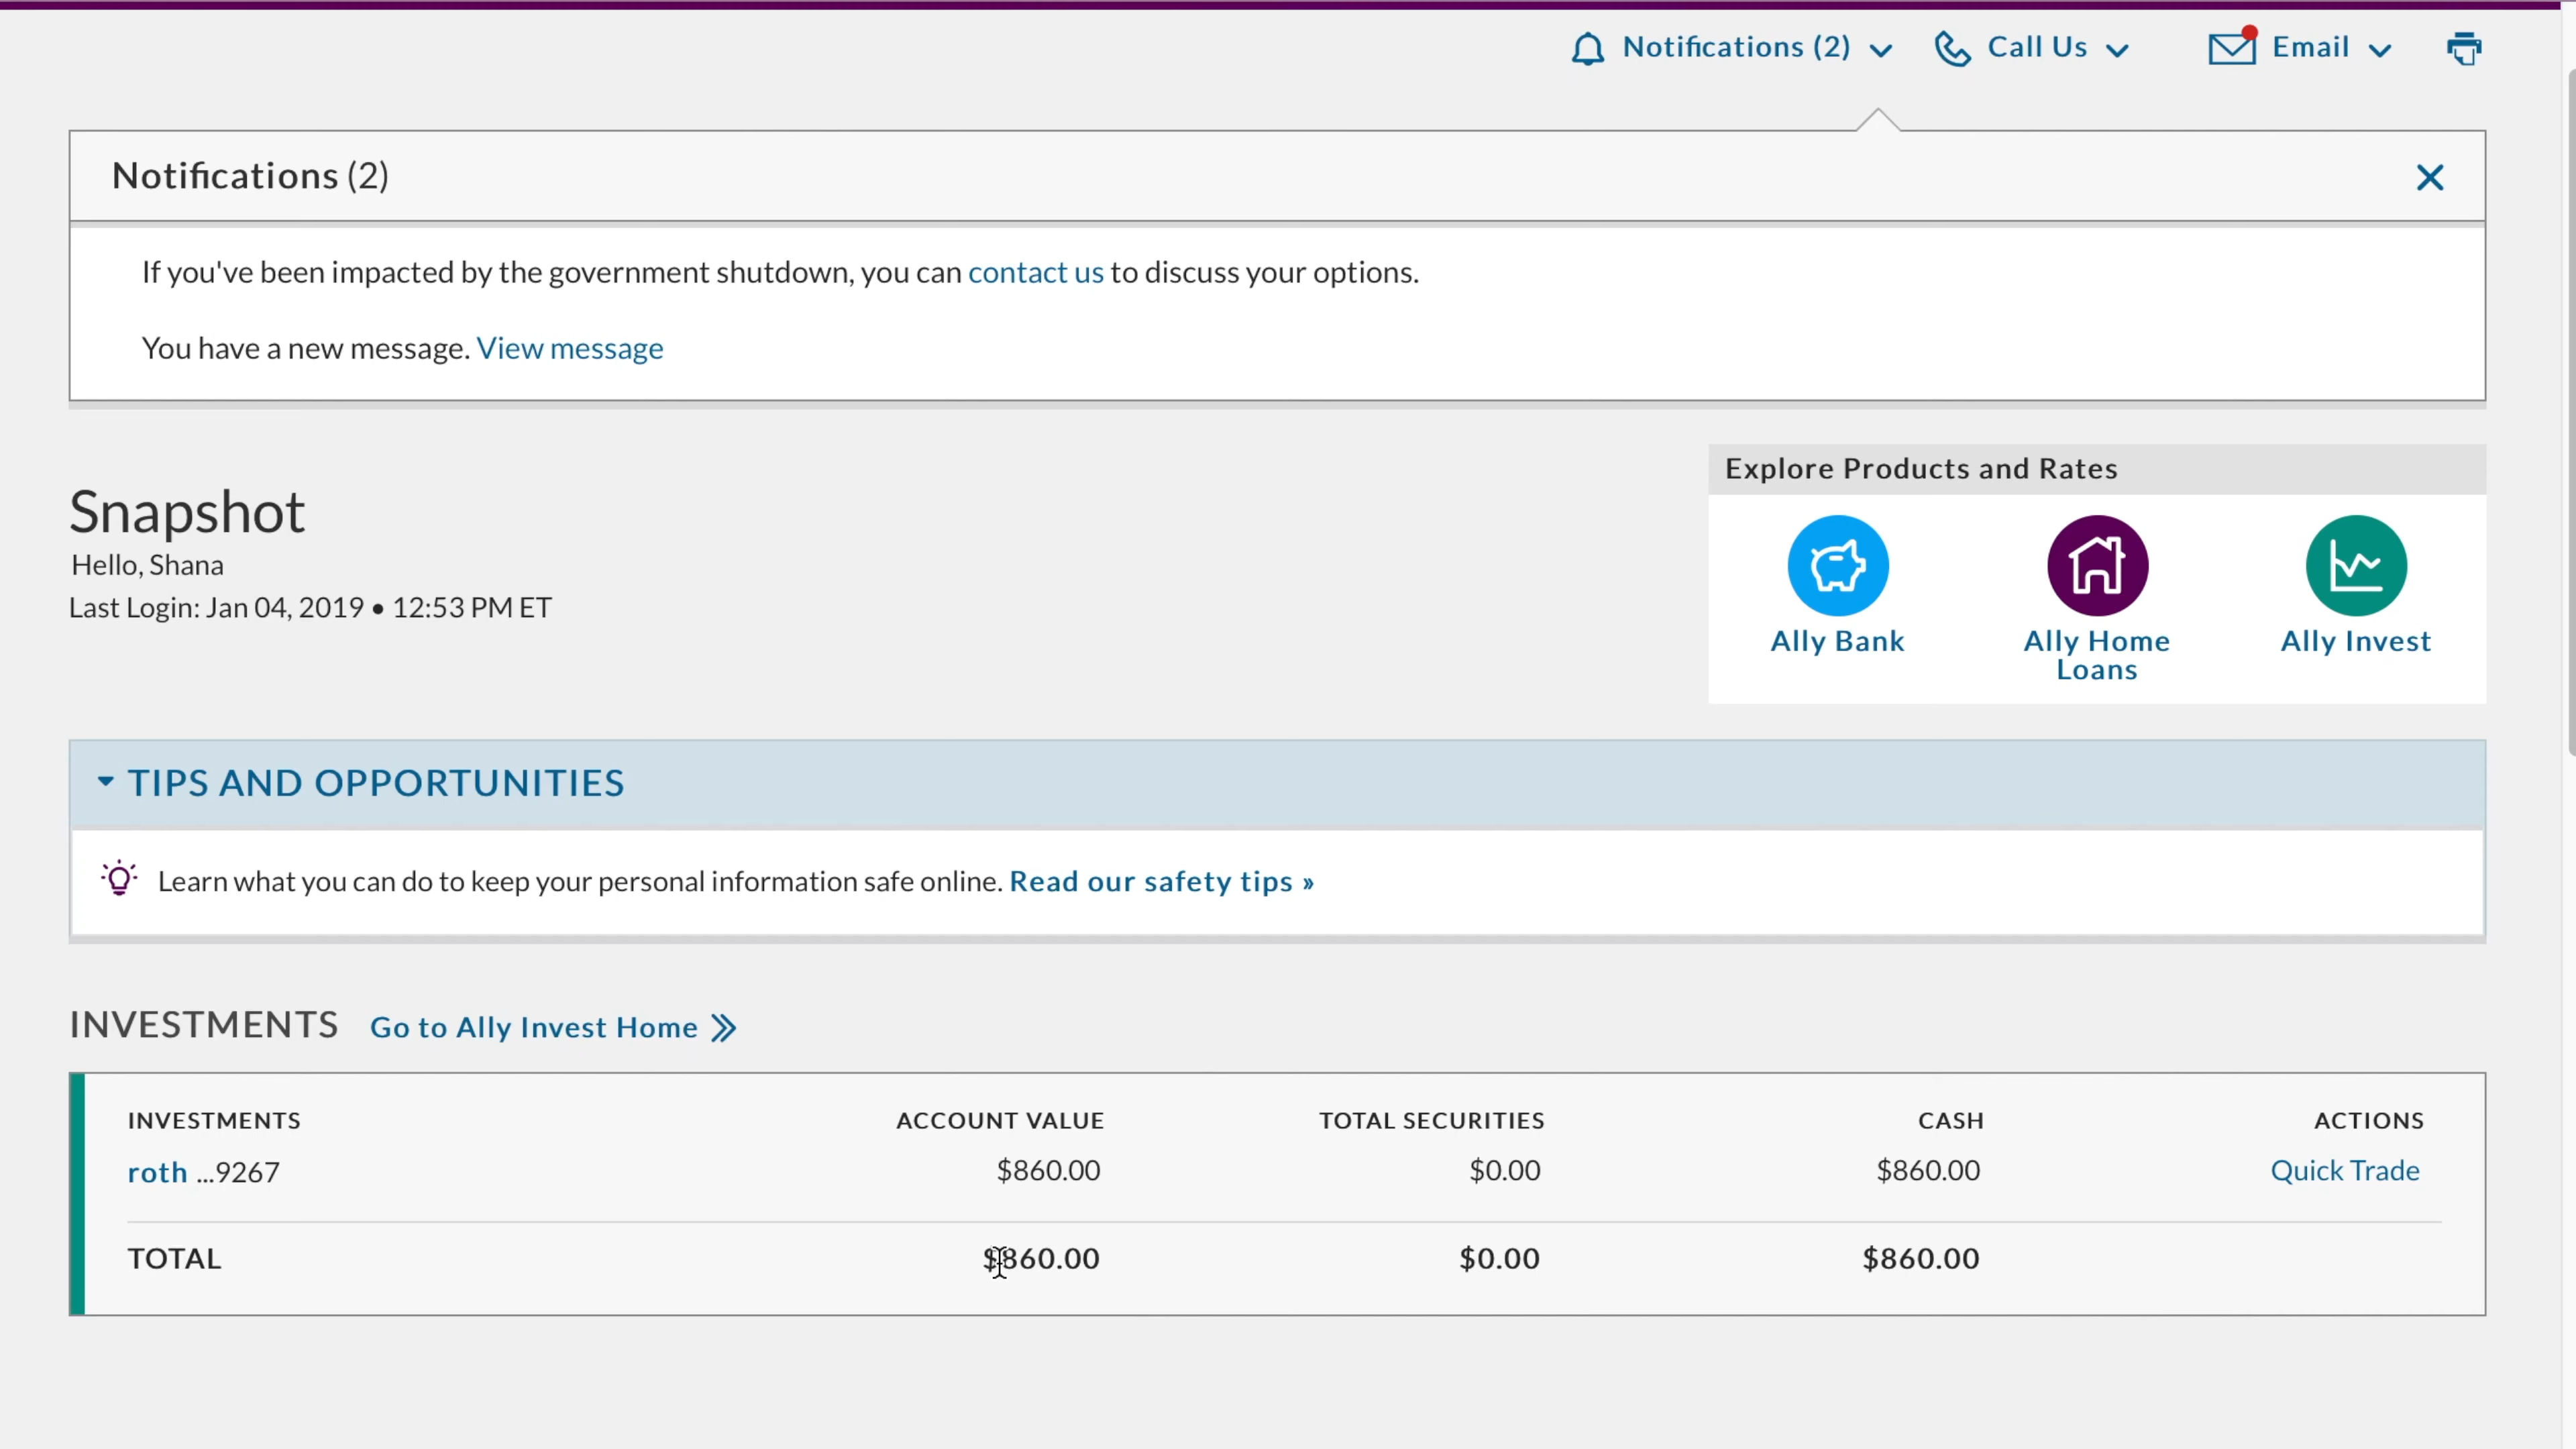 Notifications (2)
Call Us
Email
Notifications (2)
If you've been impacted by the government shutdown, you can contact us to discuss your options.
You have a new message. View message
Snapshot
Hello, Shana
Last Login: Jan 04, 2019 • 12:53 PM ET
Explore Products and Rates
Ally Bank
Ally Home
Loans
Ally Invest
TIPS AND OPPORTUNITIES
Learn what you can do to keep your personal information safe online. Read our safety tips »
INVESTMENTS Go to Ally Invest Home
INVESTMENTS ACCOUNT VALUE TOTAL SECURITIES CASH ACTIONS
roth ...9267 $860.00 $0.00 $860.00 Quick Trade
TOTAL $860.00 $0.00 $860.00